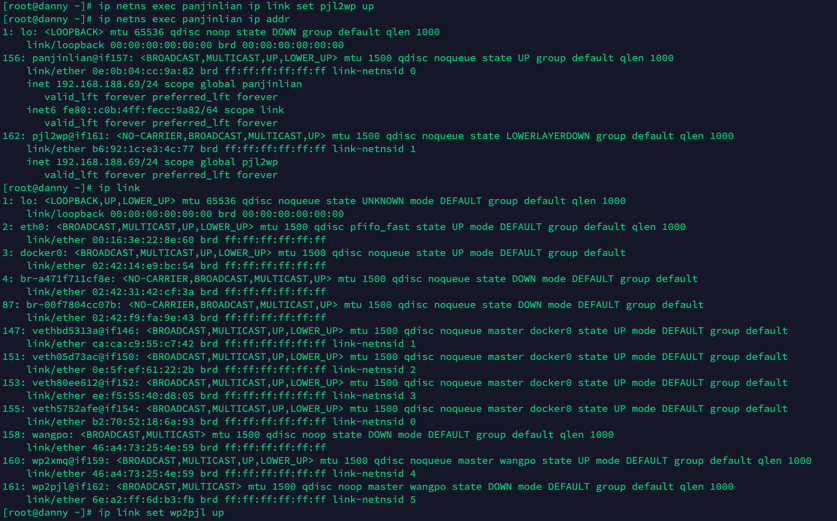 [root@danny ~]# ip netns exec panjinlian ip link set pjl2wp up
[root@danny ~]# ip netns exec panjinlian ip addr
1: lo: <LOOPBACK> mtu 65536 qdisc noop state DOWN group default qlen 1000
    link/loopback 00:00:00:00:00:00 brd 00:00:00:00:00:00
156: panjinlian@if157: <BROADCAST,MULTICAST,UP,LOWER_UP> mtu 1500 qdisc noqueue state UP group default qlen 1000
    link/ether 0e:0b:04:cc:9a:82 brd ff:ff:ff:ff:ff:ff link-netnsid 0
    inet 192.168.188.69/24 scope global panjinlian
       valid_lft forever preferred_lft forever
    inet6 fe80::c0b:4ff:fecc:9a82/64 scope link
       valid_lft forever preferred_lft forever
162: pjl2wp@if161: <NO-CARRIER,BROADCAST,MULTICAST,UP> mtu 1500 qdisc noqueue state LOWERLAYERDOWN group default qlen 1000
    link/ether b6:92:1c:e3:4c:77 brd ff:ff:ff:ff:ff:ff link-netnsid 1
    inet 192.168.188.69/24 scope global pjl2wp
       valid_lft forever preferred_lft forever
[root@danny ~]# ip link
1: lo: <LOOPBACK,UP,LOWER_UP> mtu 65536 qdisc noqueue state UNKNOWN mode DEFAULT group default qlen 1000
    link/loopback 00:00:00:00:00:00 brd 00:00:00:00:00:00
2: eth0: <BROADCAST,MULTICAST,UP,LOWER_UP> mtu 1500 qdisc pfifo_fast state UP mode DEFAULT group default qlen 1000
    link/ether 00:16:3e:22:8e:60 brd ff:ff:ff:ff:ff:ff
3: docker0: <BROADCAST,MULTICAST,UP,LOWER_UP> mtu 1500 qdisc noqueue state UP mode DEFAULT group default
    link/ether 02:42:14:e9:bc:54 brd ff:ff:ff:ff:ff:ff
4: br-a471f711cf8e: <NO-CARRIER,BROADCAST,MULTICAST,UP> mtu 1500 qdisc noqueue state DOWN mode DEFAULT group default
    link/ether 02:42:31:42:cf:3a brd ff:ff:ff:ff:ff:ff
87: br-00f7804cc07b: <NO-CARRIER,BROADCAST,MULTICAST,UP> mtu 1500 qdisc noqueue state DOWN mode DEFAULT group default
    link/ether 02:42:f9:fa:9e:43 brd ff:ff:ff:ff:ff:ff
147: vethbd5313a@if146: <BROADCAST,MULTICAST,UP,LOWER_UP> mtu 1500 qdisc noqueue master docker0 state UP mode DEFAULT group default
    link/ether ca:ca:c9:55:c7:42 brd ff:ff:ff:ff:ff:ff link-netnsid 1
151: veth05d73ac@if150: <BROADCAST,MULTICAST,UP,LOWER_UP> mtu 1500 qdisc noqueue master docker0 state UP mode DEFAULT group default
    link/ether 0e:5f:ef:61:22:2b brd ff:ff:ff:ff:ff:ff link-netnsid 2
153: veth80ee612@if152: <BROADCAST,MULTICAST,UP,LOWER_UP> mtu 1500 qdisc noqueue master docker0 state UP mode DEFAULT group default
    link/ether ee:f5:55:40:d8:05 brd ff:ff:ff:ff:ff:ff link-netnsid 3
155: veth5752afe@if154: <BROADCAST,MULTICAST,UP,LOWER_UP> mtu 1500 qdisc noqueue master docker0 state UP mode DEFAULT group default
    link/ether b2:70:52:18:6a:93 brd ff:ff:ff:ff:ff:ff link-netnsid 0
158: wangpo: <BROADCAST,MULTICAST> mtu 1500 qdisc noop state DOWN mode DEFAULT group default qlen 1000
    link/ether 46:a4:73:25:4e:59 brd ff:ff:ff:ff:ff:ff
160: wp2xmq@if159: <BROADCAST,MULTICAST,UP,LOWER_UP> mtu 1500 qdisc noqueue master wangpo state UP mode DEFAULT group default qlen 1000
    link/ether 46:a4:73:25:4e:59 brd ff:ff:ff:ff:ff:ff link-netnsid 4
161: wp2pjl@if162: <BROADCAST,MULTICAST> mtu 1500 qdisc noop master wangpo state DOWN mode DEFAULT group default qlen 1000
    link/ether 6e:a2:ff:6d:b3:fb brd ff:ff:ff:ff:ff:ff link-netnsid 5
[root@danny ~]# ip link set wp2pjl up